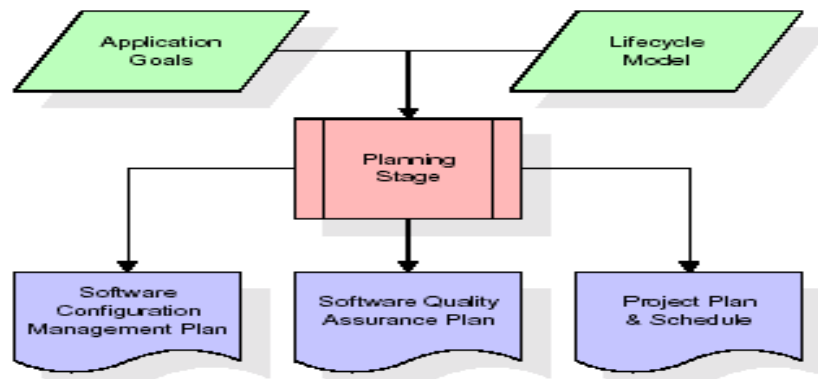 Application
Goals
Lifecycle
Model
Planning
Stage
Software
Configuration
Management Plan
Software Quality
Assurance Plan
Project Plan
& Schedule